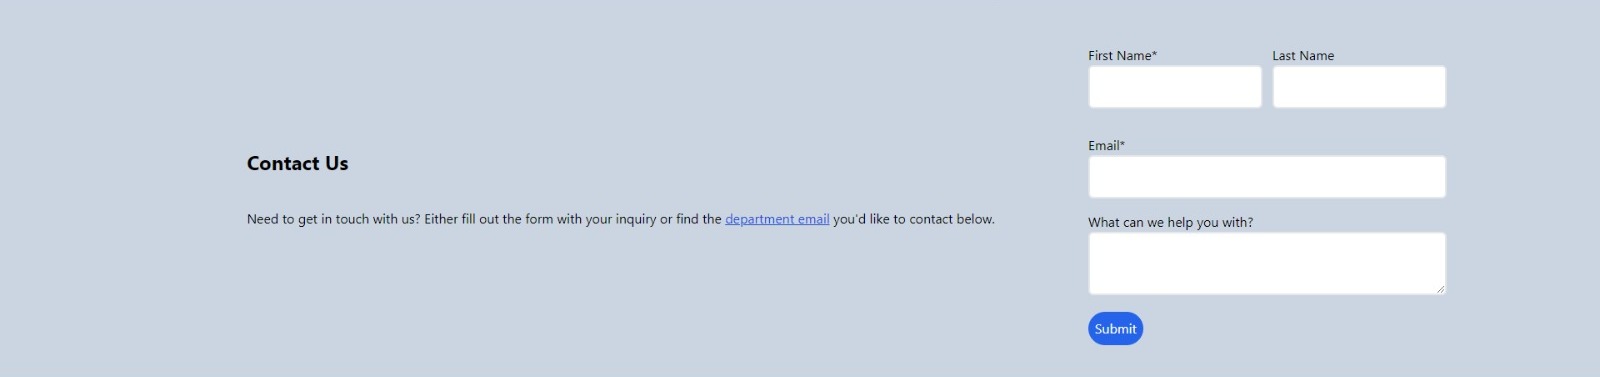 Contact Us
Need to get in touch with us? Either fill out the form with your inquiry or find the department email you'd like to contact below.
First Name* Last Name
Email*
What can we help you with?
Submit